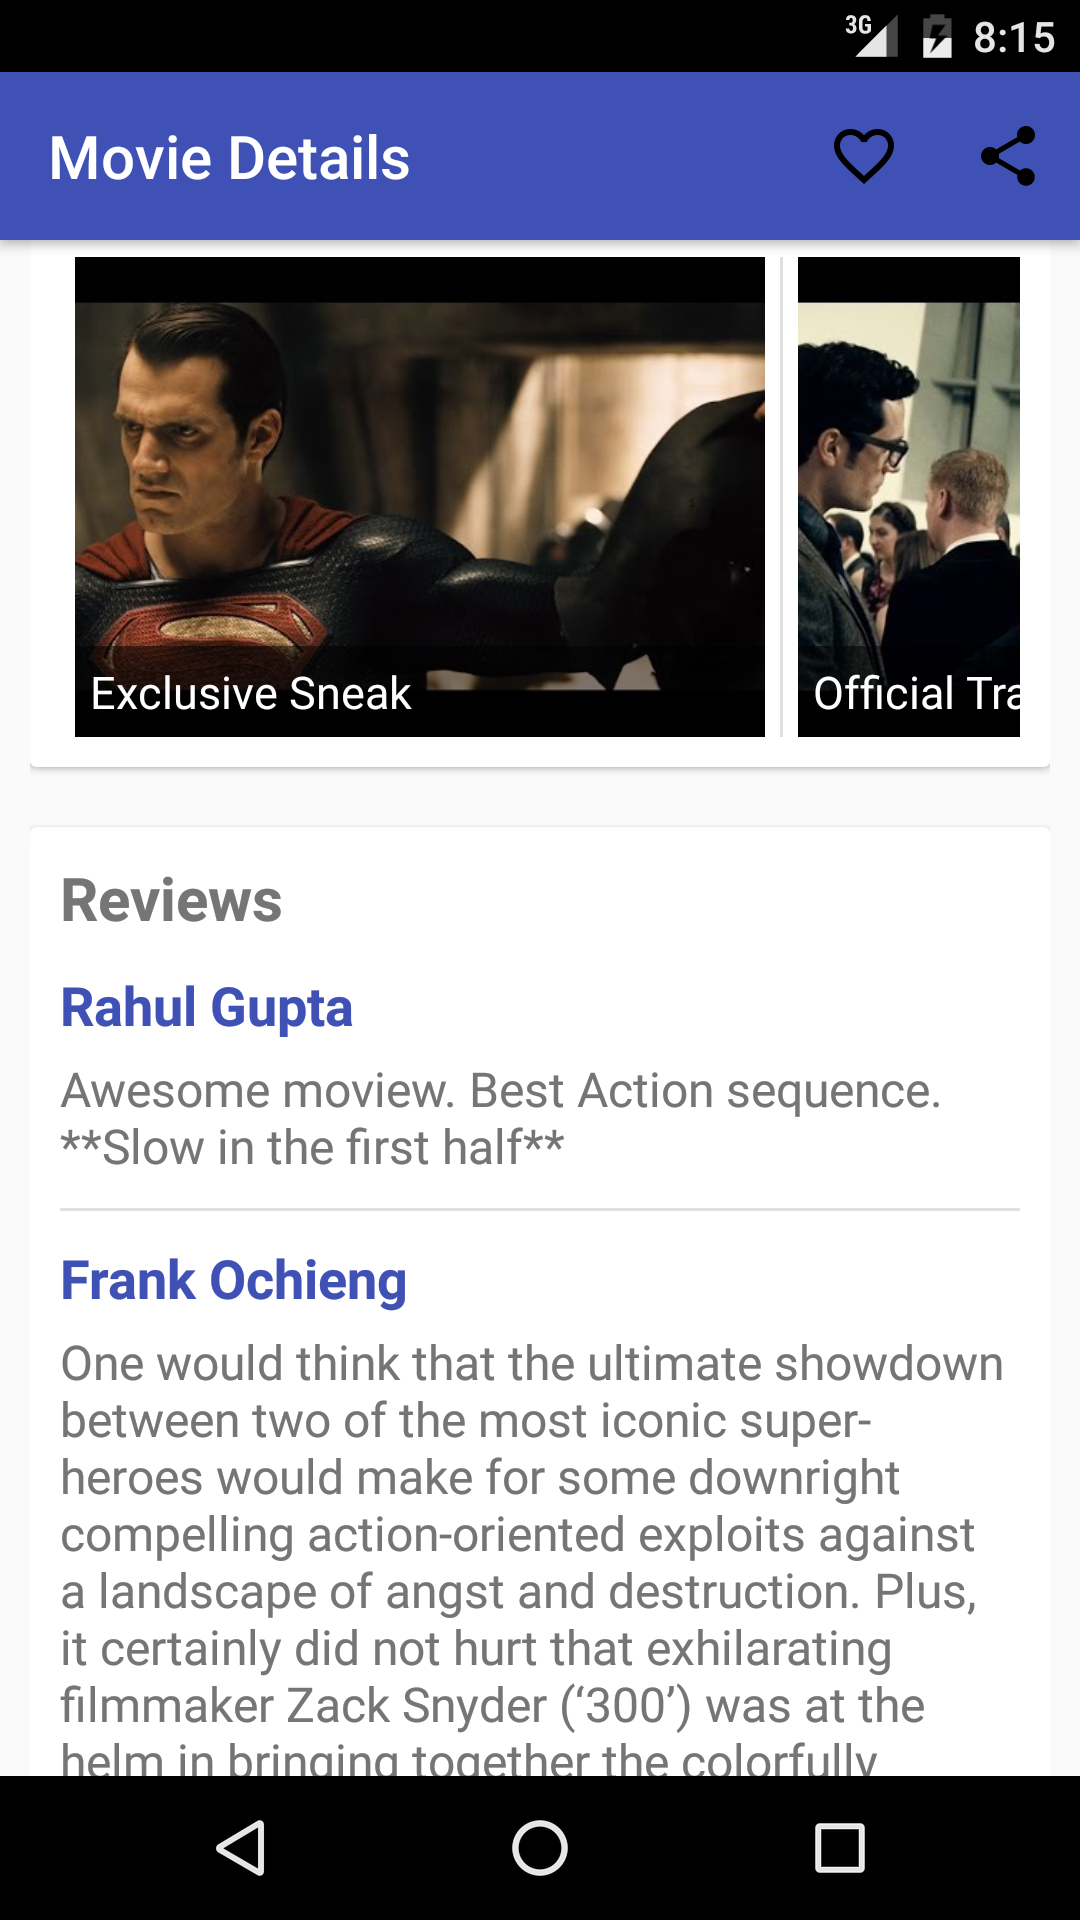 3G 8:15
Movie Details
Exclusive Sneak
Official Tra
Reviews
Rahul Gupta
Awesome moview. Best Action sequence.
**Slow in the first half**
Frank Ochieng
One would think that the ultimate showdown
between two of the most iconic super-
heroes would make for some downright
compelling action-oriented exploits against
a landscape of angst and destruction. Plus,
it certainly did not hurt that exhilarating
filmmaker Zack Snyder (‘300’) was at the
helm in bringing together the colorfully